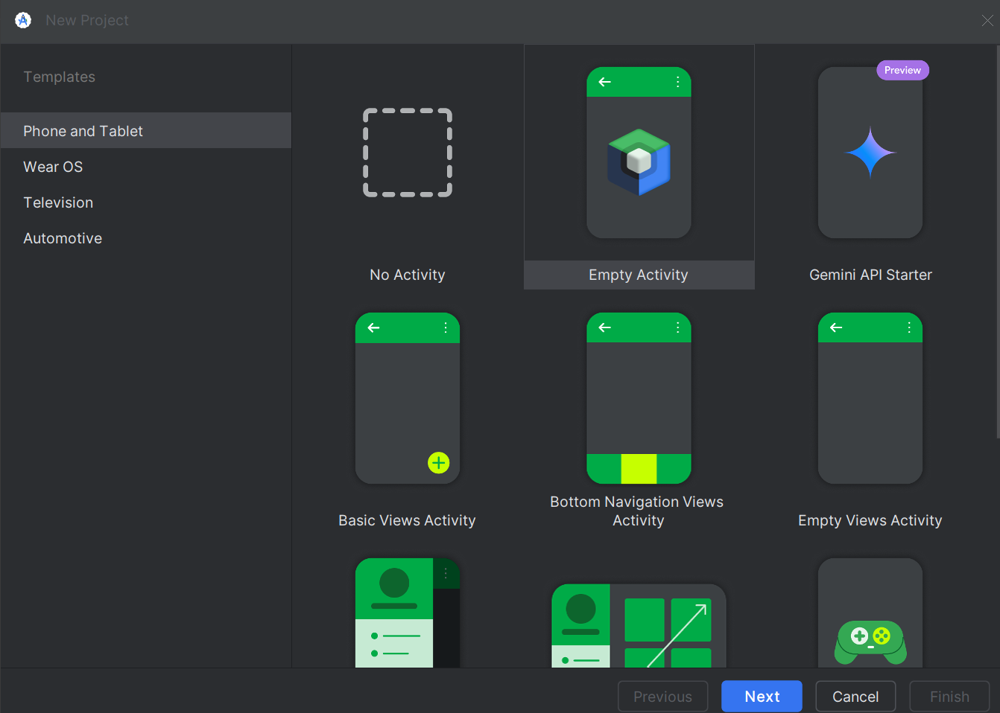 New Project
Templates
Phone and Tablet
Wear OS
Television
Automotive
No Activity
Empty Activity
Preview
Gemini API Starter
Basic Views Activity
Bottom Navigation Views
Activity
Empty Views Activity
Previous
Next
Cancel
Finish